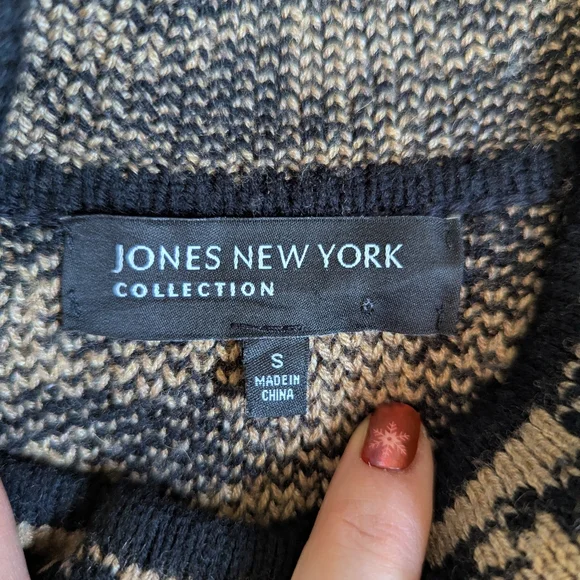 JONES NEW YORK
COLLECTION
S
MADE IN
CHINA